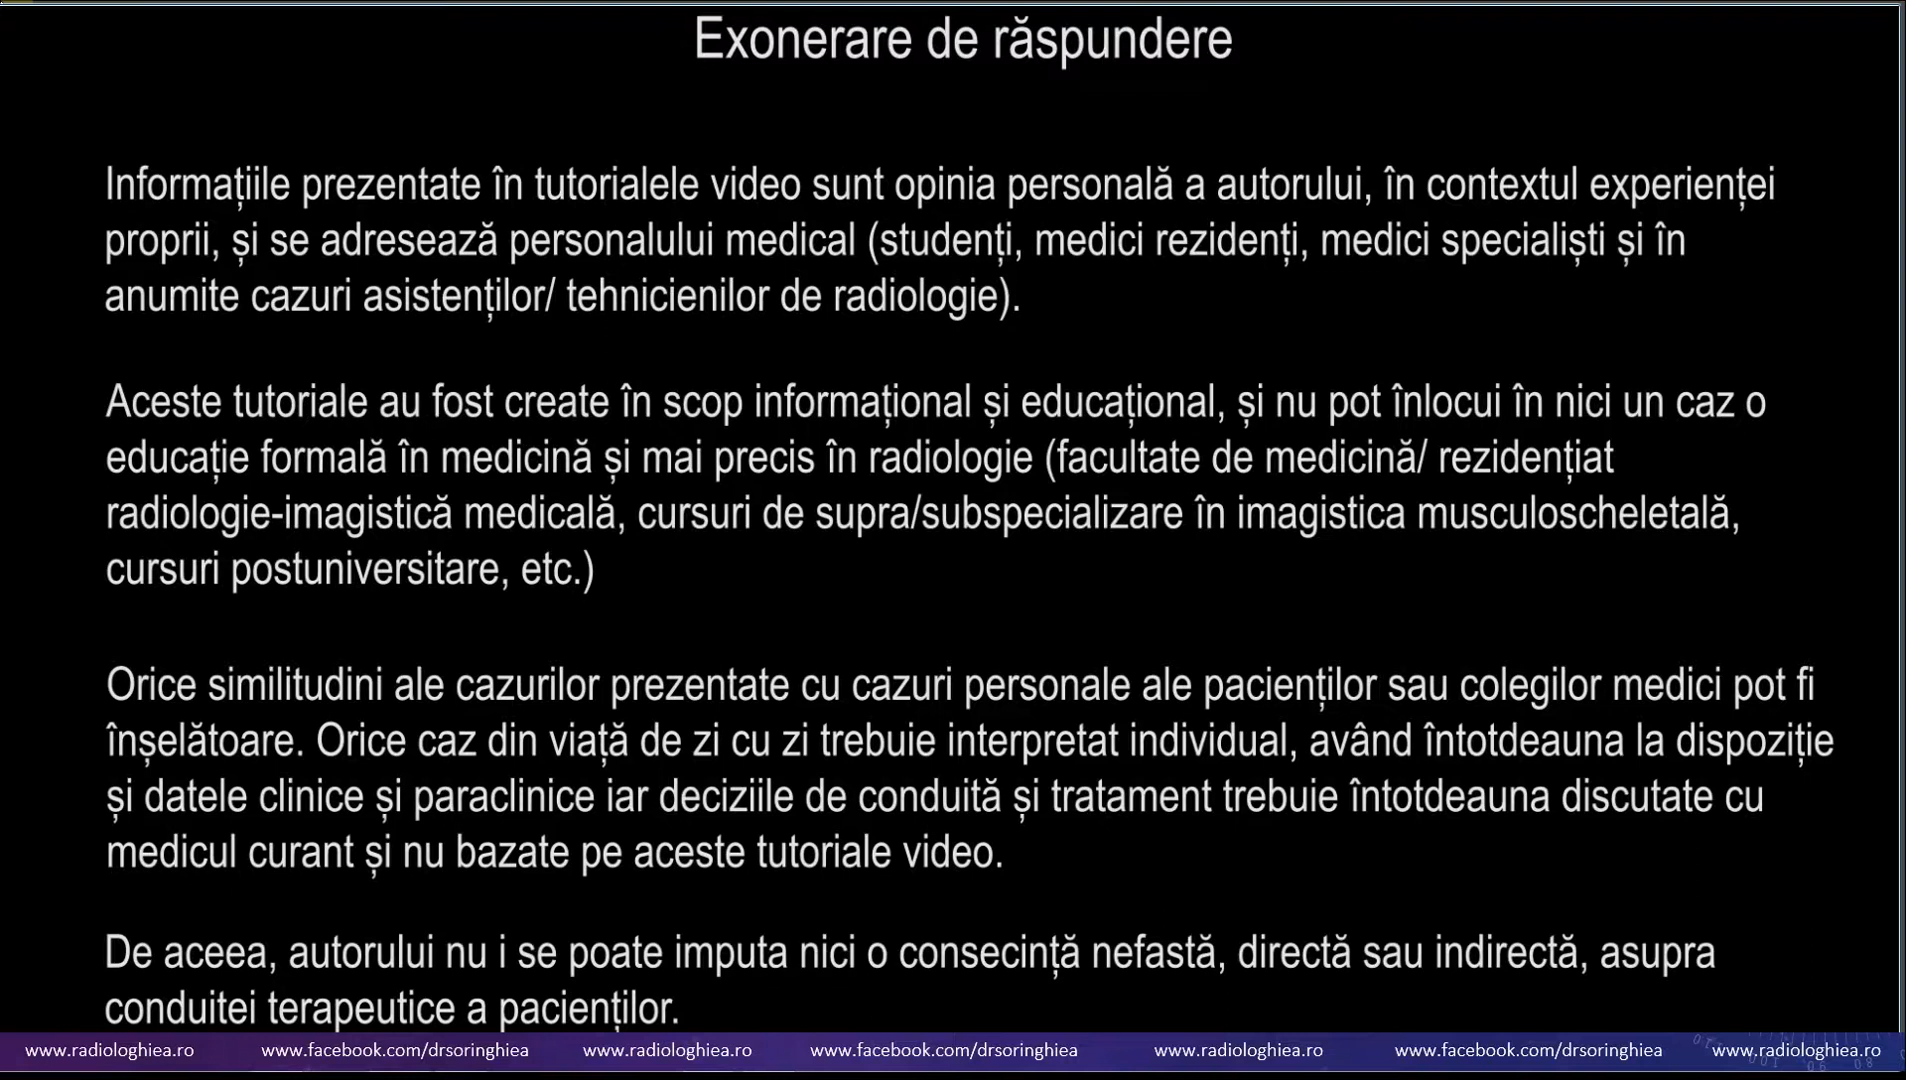 Exonerare de răspundere
Informațiile prezentate în tutorialele video sunt opinia personală a autorului, în contextul experienței
proprii, și se adresează personalului medical (studenți, medici rezidenți, medici specialiști și în
anumite cazuri asistenților/ tehnicienilor de radiologie).
Aceste tutoriale au fost create în scop informațional și educațional, și nu pot înlocui în nici un caz o
educație formală în medicină și mai precis în radiologie (facultate de medicină/ rezidențiat
radiologie-imagistică medicală, cursuri de supra/subspecializare în imagistica musculoscheletală,
cursuri postuniversitare, etc.)
Orice similitudini ale cazurilor prezentate cu cazuri personale ale pacienților sau colegilor medici pot fi
înșelătoare. Orice caz din viață de zi cu zi trebuie interpretat individual, având întotdeauna la dispoziție
și datele clinice și paraclinice iar deciziile de conduită și tratament trebuie întotdeauna discutate cu
medicul curant și nu bazate pe aceste tutoriale video.
De aceea, autorului nu i se poate imputa nici o consecință nefastă, directă sau indirectă, asupra
conduitei terapeutice a pacienților.
www.radiologhiea.ro www.facebook.com/drsoringhiea www.radiologhiea.ro www.facebook.com/drsoringhiea www.radiologhiea.ro www.facebook.com/drsoringhiea www.radiologhiea.ro